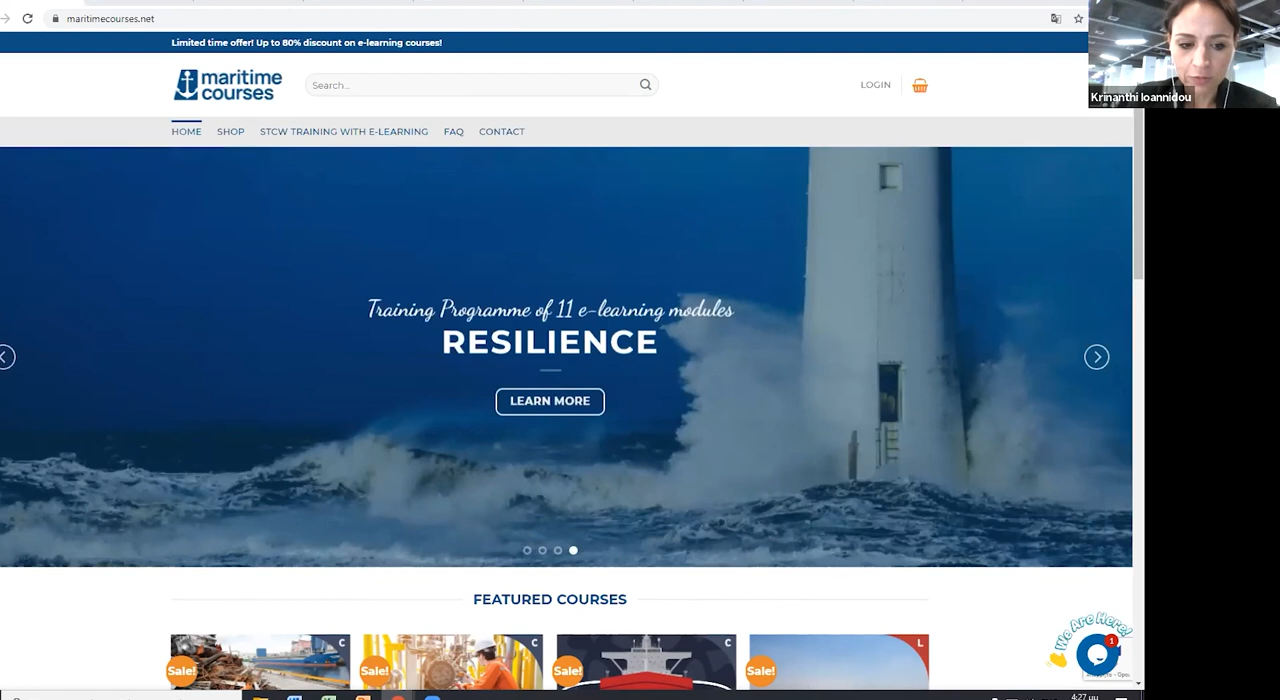 maritimecourses.net
Limited time offer! Up to 80% discount on e-learning courses!
maritime
courses
Search...
LOGIN
Krinanthi Ioannidou
HOME SHOP STCW TRAINING WITH E-LEARNING FAQ CONTACT
Training Programme of 11 e-learning modules
RESILIENCE
LEARN MORE
FEATURED COURSES
C
C
C
L
Sale!
Sale!
Sale!
Sale!
We Are Here!
1
4:27 μμ